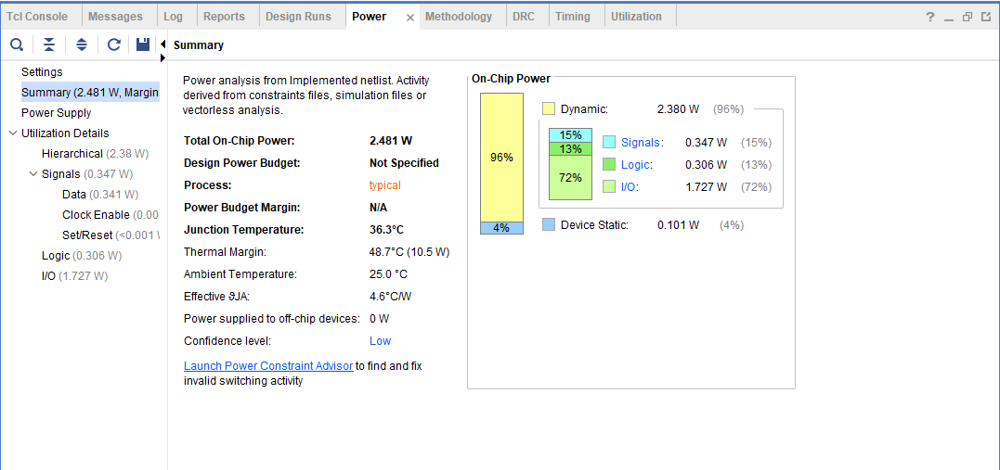 Tcl Console Messages Log Reports Design Runs Power × Methodology DRC Timing Utilization ? _
Summary
Settings
Summary (2.481 W, Margin
Power Supply
Utilization Details
Hierarchical (2.38 W)
Signals (0.347 W)
Data (0.341 W)
Clock Enable (0.00
Set/Reset (<0.001 \
Logic (0.306 W)
I/O (1.727 W)
Power analysis from Implemented netlist. Activity
derived from constraints files, simulation files or
vectorless analysis.
Total On-Chip Power: 2.481 W
Design Power Budget: Not Specified
Process: typical
Power Budget Margin: N/A
Junction Temperature: 36.3°C
Thermal Margin: 48.7°C (10.5 W)
Ambient Temperature: 25.0 °C
Effective ϑJA: 4.6°C/W
Power supplied to off-chip devices: 0 W
Confidence level: Low
Launch Power Constraint Advisor to find and fix
invalid switching activity
On-Chip Power
96%
4%
Dynamic: 2.380 W (96%)
15%
13%
72%
Signals: 0.347 W (15%)
Logic: 0.306 W (13%)
I/O: 1.727 W (72%)
Device Static: 0.101 W (4%)